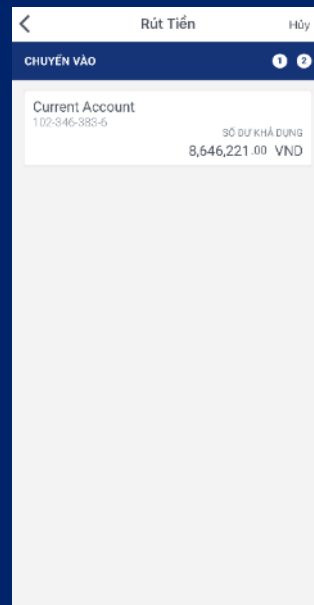 Rút Tiền Hủy
CHUYỂN VÀO 1 2
Current Account
102-346-383-6
SỐ DƯ KHẢ DỤNG
8,646,221.00 VND